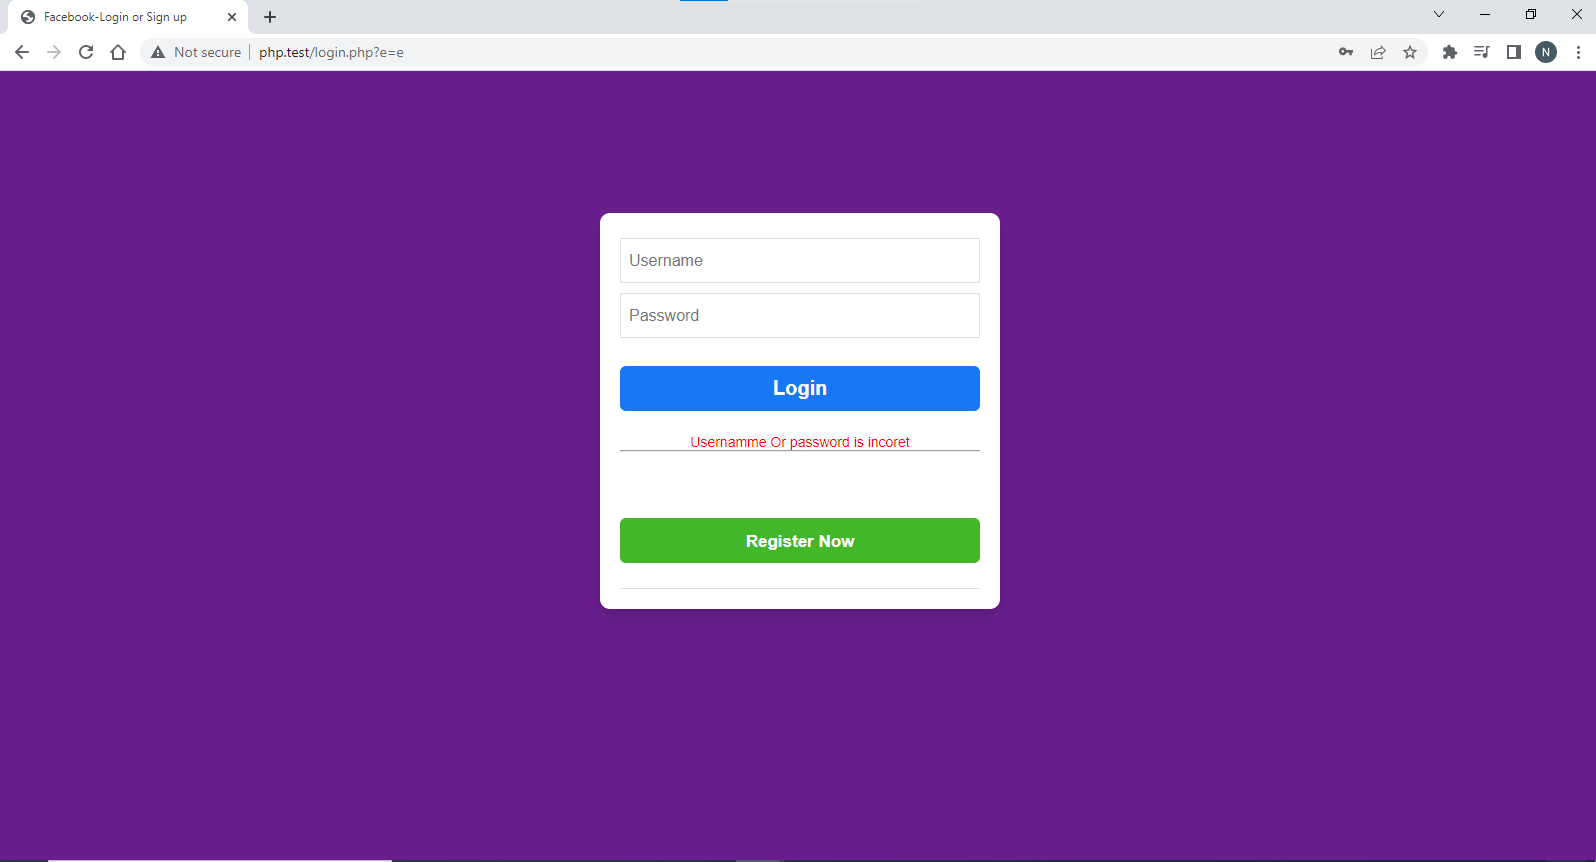 Facebook-Login or Sign up
Not secure php.test/login.php?e=e
N
Username
Password
Login
Usernamme Or password is incoret
Register Now